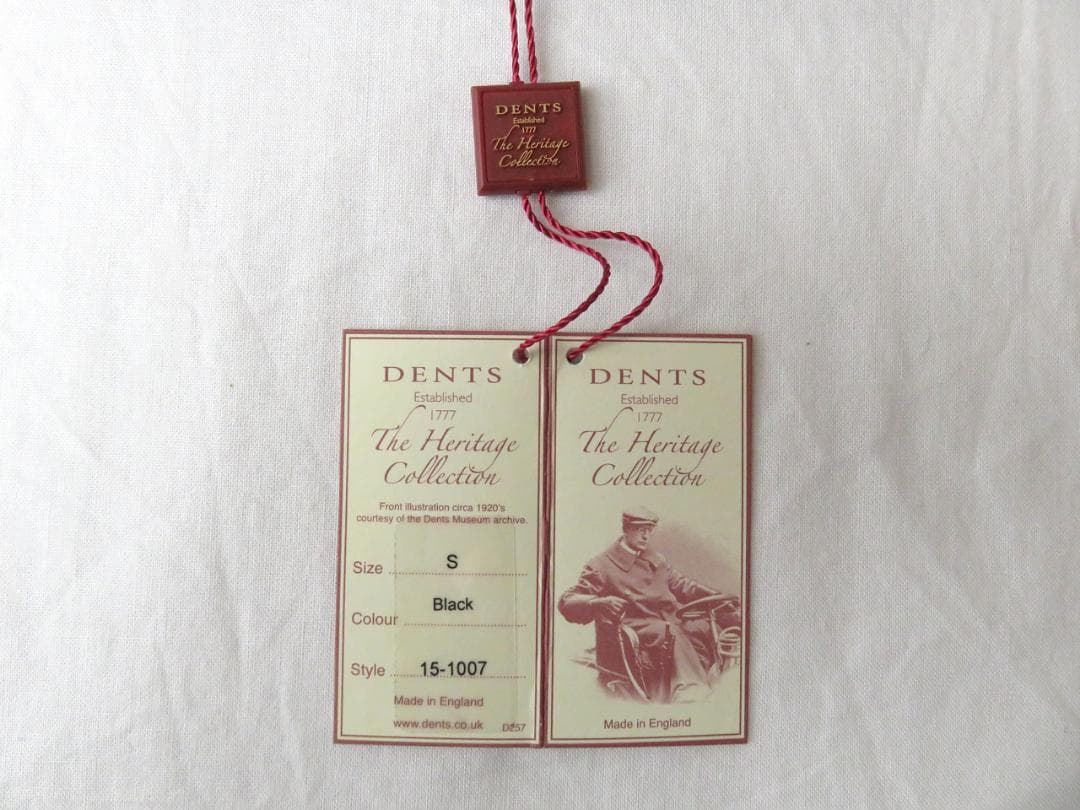 DENTS
Established
1777
The Heritage
Collection
DENTS
Established
1777
The Heritage
Collection
Front illustration circa 1920's
courtesy of the Dents Museum archive.
Size S
Colour Black
Style 15-1007
Made in England
www.dents.co.uk D257
DENTS
Established
1777
The Heritage
Collection
Made in England